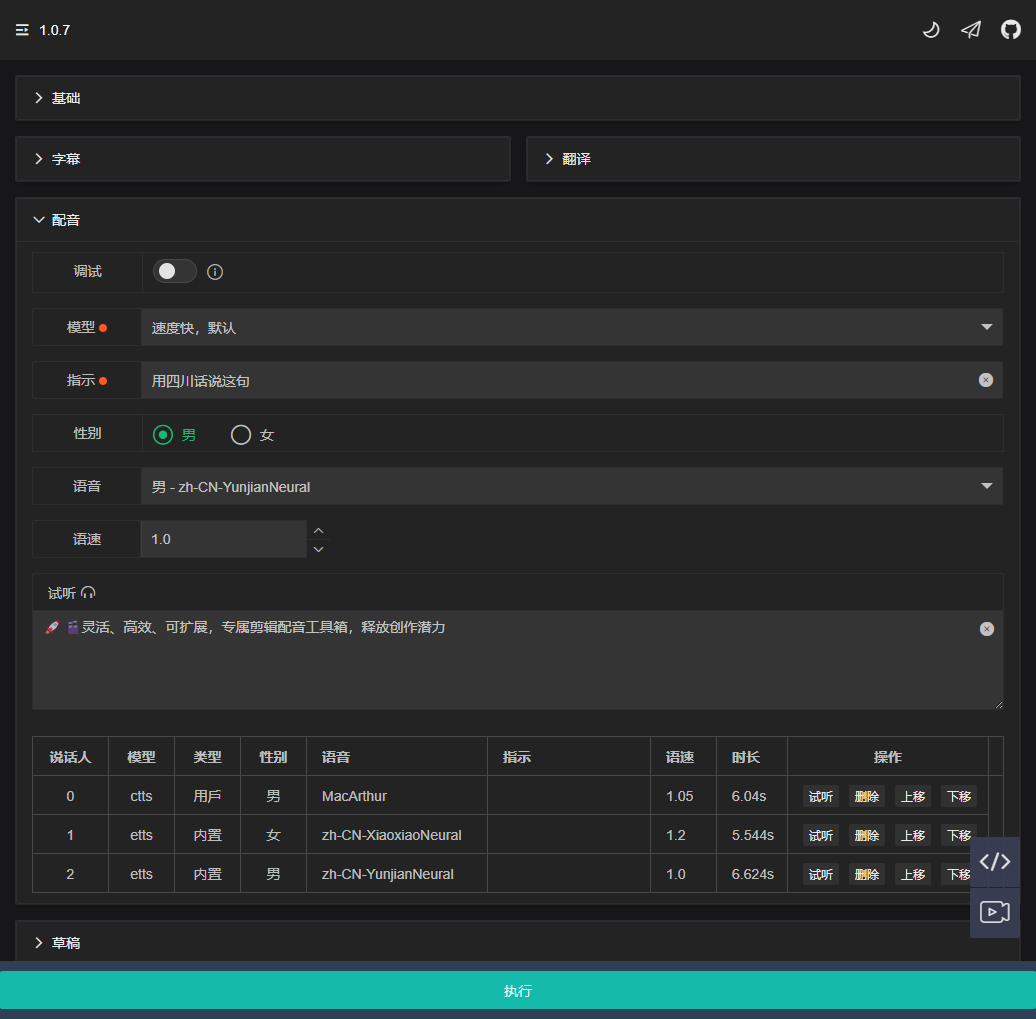 1.0.7
基础
字幕
翻译
配音
调试
模型
速度快，默认
指示
用四川话说这句
性别 男 女
语音
男 - zh-CN-YunjianNeural
语速
1.0
试听
🚀 🎬灵活、高效、可扩展，专属剪辑配音工具箱，释放创作潜力
说话人 模型 类型 性别 语音 指示 语速 时长 操作
0 ctts 用戶 男 MacArthur 1.05 6.04s 试听 删除 上移 下移
1 etts 内置 女 zh-CN-XiaoxiaoNeural 1.2 5.544s 试听 删除 上移 下移
2 etts 内置 男 zh-CN-YunjianNeural 1.0 6.624s 试听 删除 上移 下移
草稿
执行